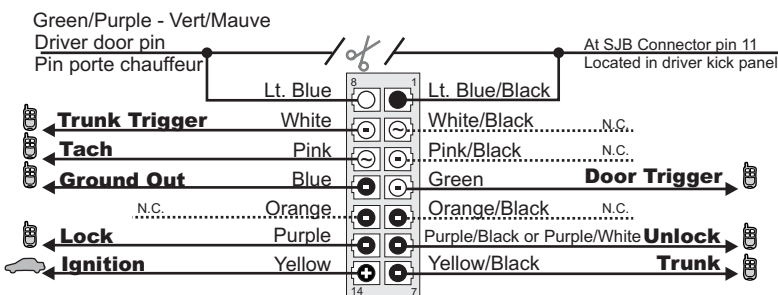 Green/Purple - Vert/Mauve
Driver door pin
Pin porte chauffeur
At SJB Connector pin 11
Located in driver kick panel
8 1
Lt. Blue Lt. Blue/Black
Trunk Trigger White White/Black N.C.
Tach Pink Pink/Black N.C.
Ground Out Blue Green Door Trigger
N.C. Orange Orange/Black N.C.
Lock Purple Purple/Black or Purple/White Unlock
Ignition Yellow Yellow/Black Trunk
14 7